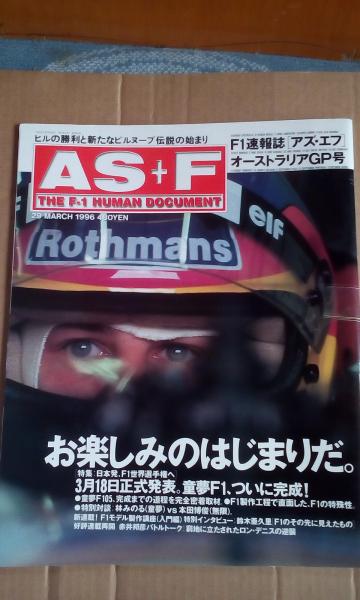 ヒルの勝利と新たなビルヌーブ伝説の始まり
F1速報誌[アズ・エフ]
オーストラリアGP号
AS+F
THE F-1 HUMAN DOCUMENT
29 MARCH 1996 490YEN
elf
Rothmans
お楽しみのはじまりだ。
[特集:日本発、F1世界選手権へ]
3月18日正式発表。童夢F1、ついに完成!
●童夢F105、完成までの道程を完全密着取材。●F1製作工程で直面した、F1の特殊性。
●特別対談:林みのる(童夢)vs本田博俊(無限)。
新連載!F1モデル製作講座(入門編) 特別インタビュー:鈴木亜久里 F1のその先に見えたもの
好評連載再開 赤井邦彦バトルトーク:窮地に立たされたロン・デニスの逆襲